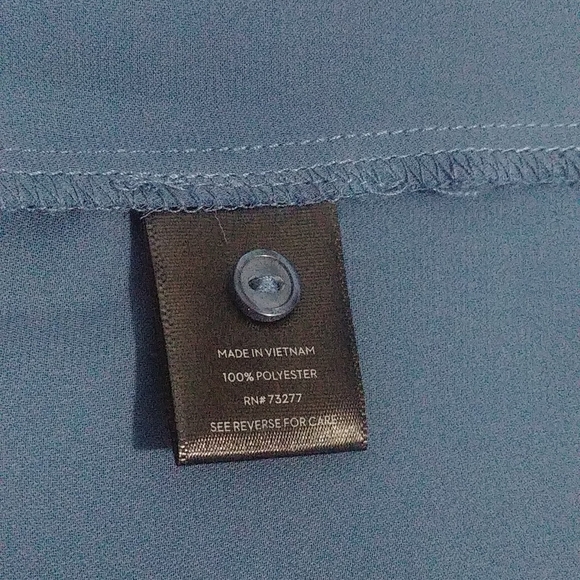 MADE IN VIETNAM
100% POLYESTER
RN# 73277
SEE REVERSE FOR CARE